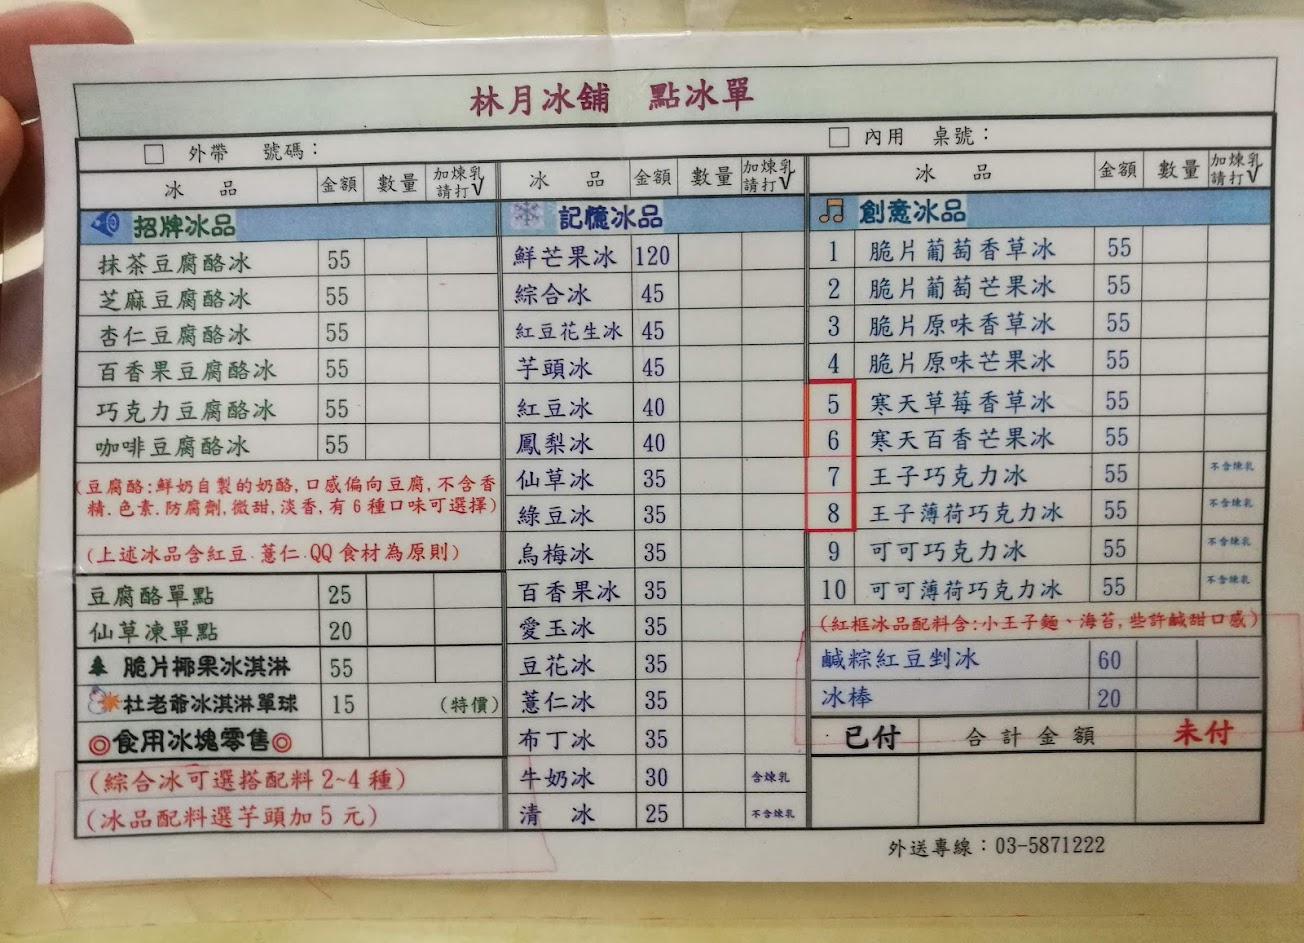 林月冰舖 點冰單
□ 外帶 號碼：
□ 內用 桌號：
冰 品 金額 數量 加煉乳請打√
招牌冰品
抹茶豆腐酪冰 55
芝麻豆腐酪冰 55
杏仁豆腐酪冰 55
百香果豆腐酪冰 55
巧克力豆腐酪冰 55
咖啡豆腐酪冰 55
(豆腐酪:鮮奶自製的奶酪,口感偏向豆腐,不含香
精.色素.防腐劑,微甜,淡香,有6種口味可選擇)
(上述冰品含紅豆.薏仁.QQ食材為原則)
豆腐酪單點 25
仙草凍單點 20
脆片椰果冰淇淋 55
杜老爺冰淇淋單球 15 (特價)
◎食用冰塊零售◎
(綜合冰可選搭配料2~4種)
(冰品配料選芋頭加5元)
冰 品 金額 數量 加煉乳請打√
記憶冰品
鮮芒果冰 120
綜合冰 45
紅豆花生冰 45
芋頭冰 45
紅豆冰 40
鳳梨冰 40
仙草冰 35
綠豆冰 35
烏梅冰 35
百香果冰 35
愛玉冰 35
豆花冰 35
薏仁冰 35
布丁冰 35
牛奶冰 30 含煉乳
清 冰 25 不含煉乳
冰 品 金額 數量 加煉乳請打√
創意冰品
1 脆片葡萄香草冰 55
2 脆片葡萄芒果冰 55
3 脆片原味香草冰 55
4 脆片原味芒果冰 55
5 寒天草莓香草冰 55
6 寒天百香芒果冰 55
7 王子巧克力冰 55 不含煉乳
8 王子薄荷巧克力冰 55 不含煉乳
9 可可巧克力冰 55 不含煉乳
10 可可薄荷巧克力冰 55 不含煉乳
(紅框冰品配料含:小王子麵、海苔,些許鹹甜口感)
鹹粽紅豆剉冰 60
冰棒 20
已付 合計金額 未付
外送專線：03-5871222